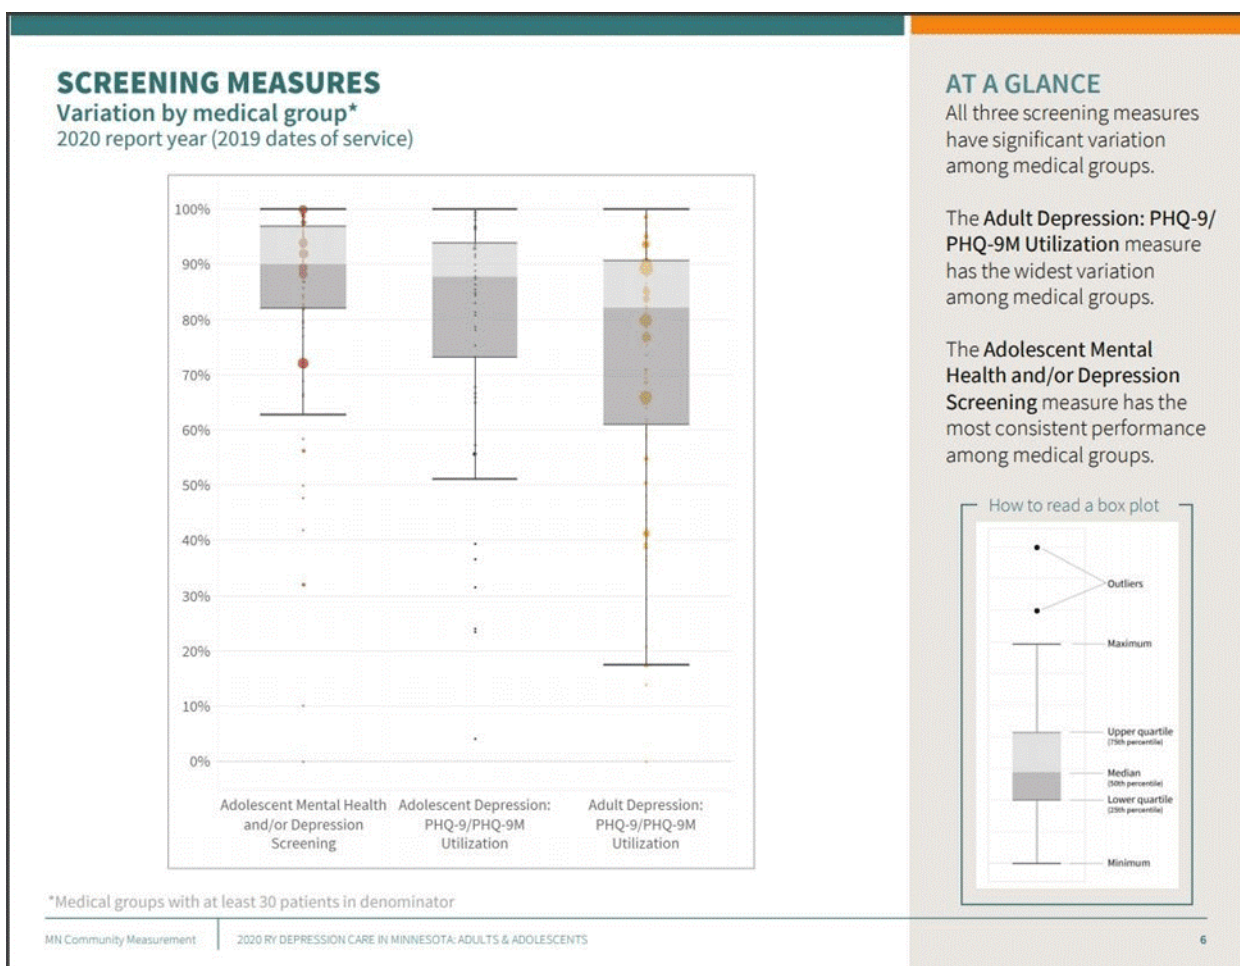 SCREENING MEASURES
Variation by medical group*
2020 report year (2019 dates of service)
100%
90%
80%
70%
60%
50%
40%
30%
20%
10%
0%
Adolescent Mental Health
and/or Depression
Screening
Adolescent Depression:
PHQ-9/PHQ-9M
Utilization
Adult Depression:
PHQ-9/PHQ-9M
Utilization
*Medical groups with at least 30 patients in denominator
AT A GLANCE
All three screening measures
have significant variation
among medical groups.
The Adult Depression: PHQ-9/
PHQ-9M Utilization measure
has the widest variation
among medical groups.
The Adolescent Mental
Health and/or Depression
Screening measure has the
most consistent performance
among medical groups.
How to read a box plot
Outliers
Maximum
Upper quartile
(75th percentile)
Median
(50th percentile)
Lower quartile
(25th percentile)
Minimum
MN Community Measurement
2020 RY DEPRESSION CARE IN MINNESOTA: ADULTS & ADOLESCENTS
6